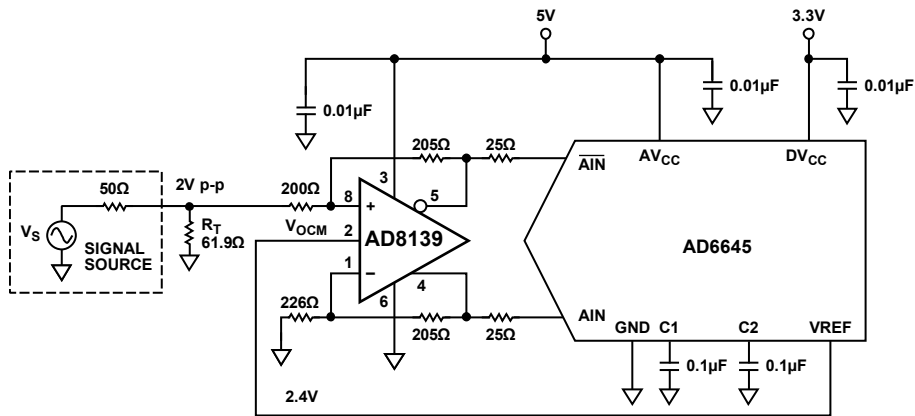 5V
3.3V
0.01µF
0.01µF
0.01µF
205Ω
25Ω
AIN
AVCC
DVCC
50Ω
2V p-p
200Ω
3
5
8
+
VS
SIGNAL
SOURCE
RT
61.9Ω
VOCM
2
AD8139
AD6645
1
–
4
226Ω
6
205Ω
25Ω
AIN
GND
C1
C2
VREF
0.1µF
0.1µF
2.4V